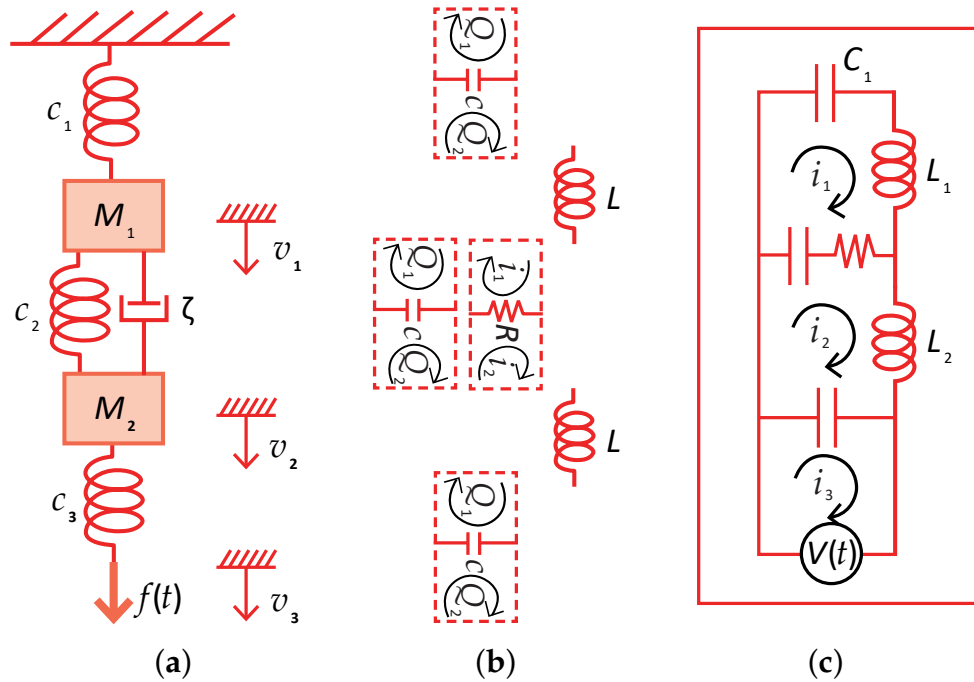 c1
M1
c2
ζ
M2
c3
f(t)
v1
v2
v3
(a)
Q1
c
Q2
L
Q1
c
Q2
i1
R
i2
L
Q1
c
Q2
(b)
C1
i1
L1
i2
L2
i3
V(t)
(c)